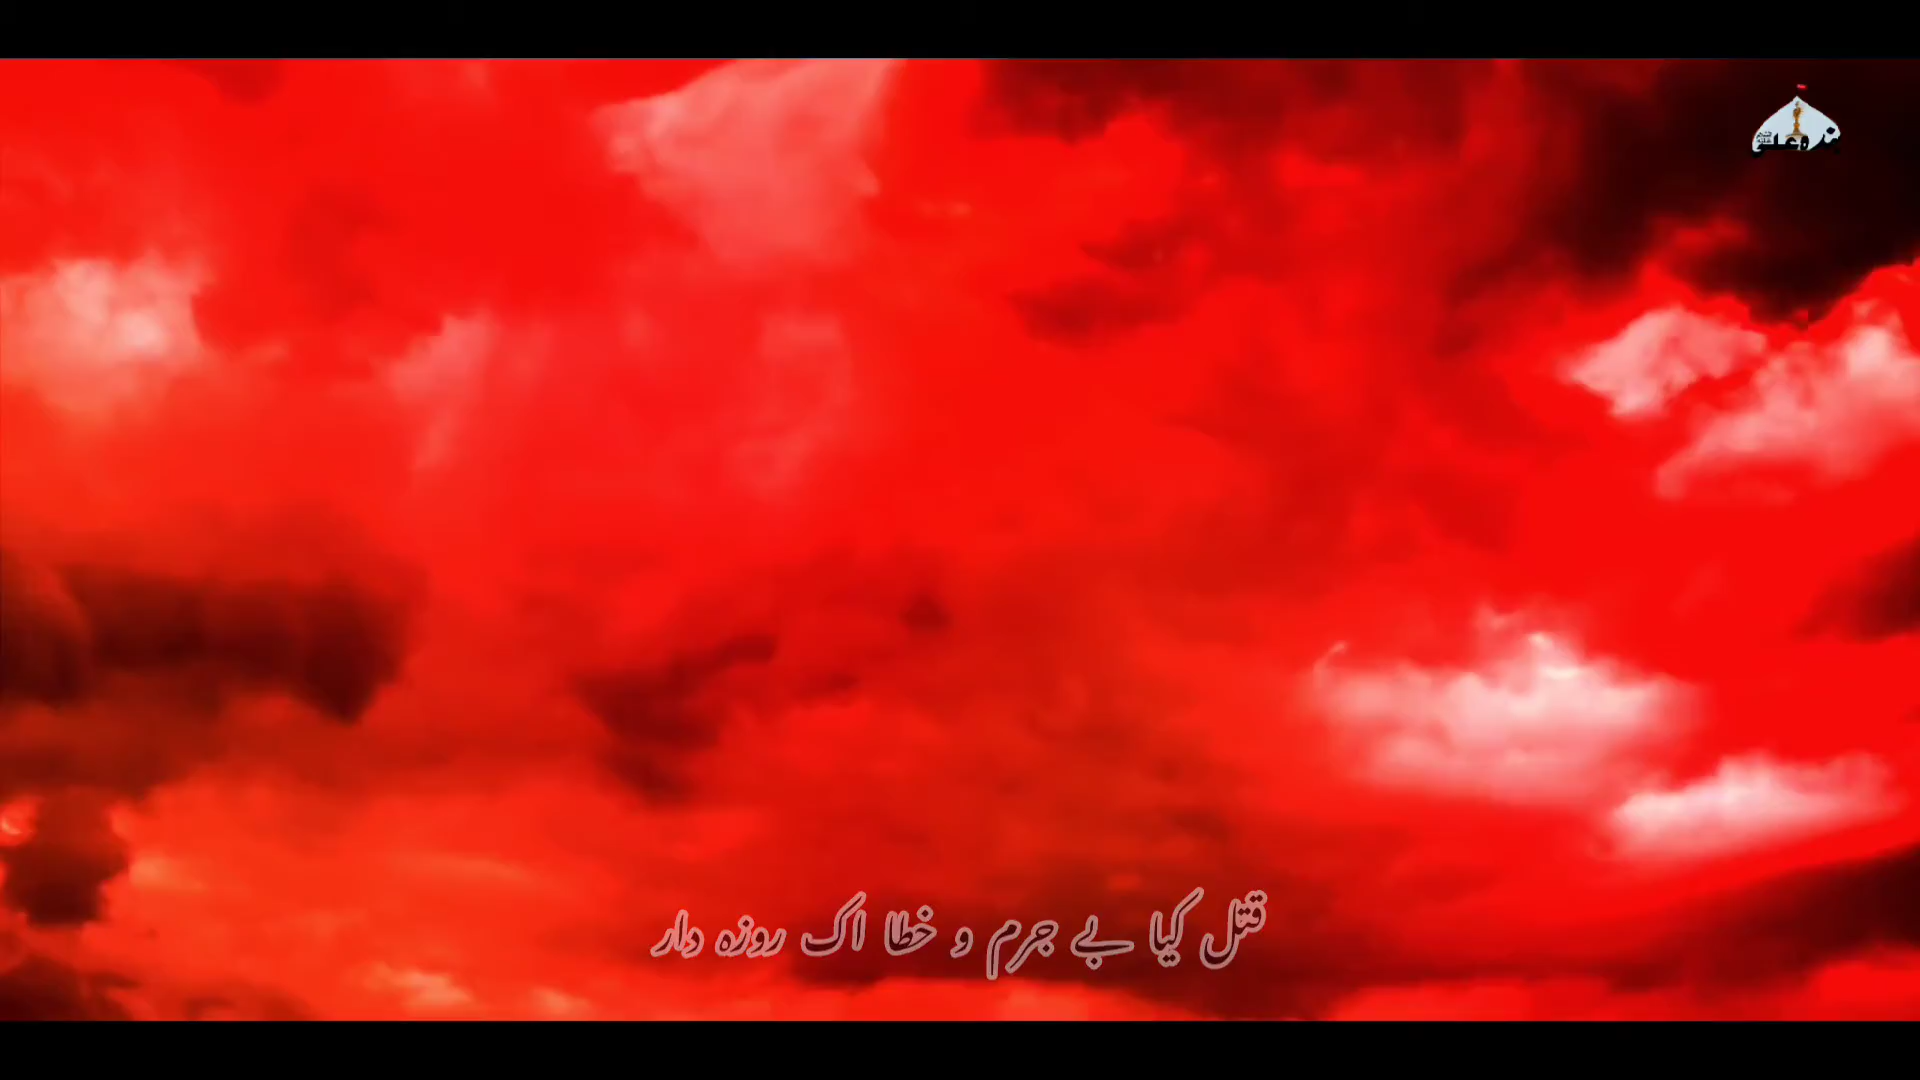 قتل کیا بے جرم و خطا اک روزہ دار